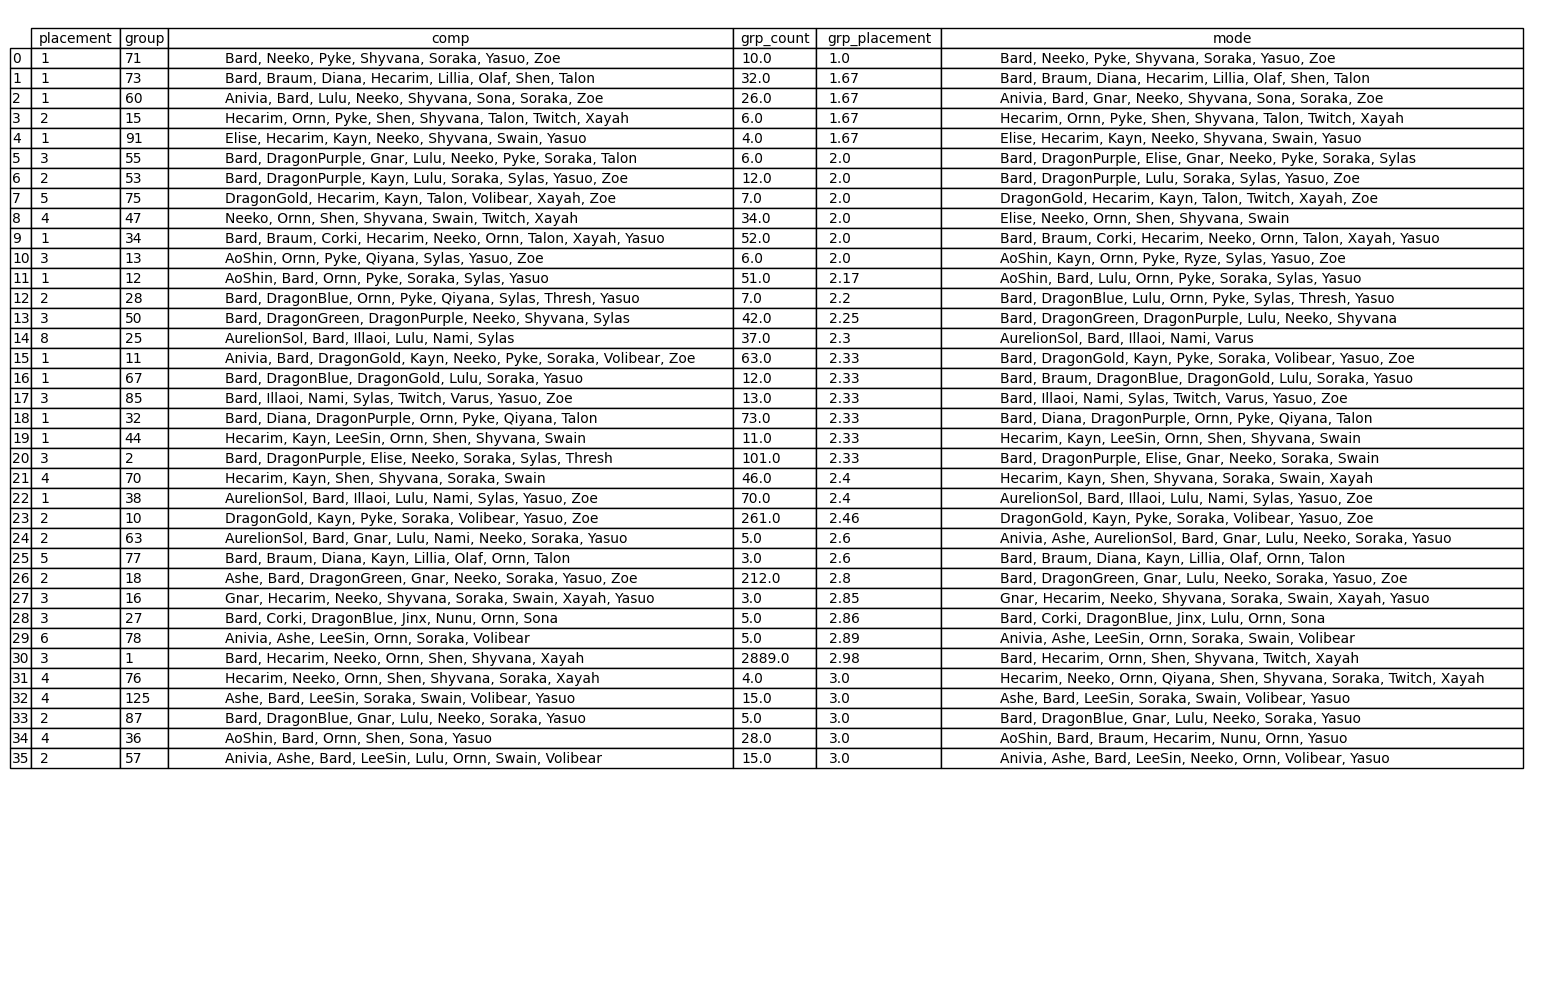 placement group comp grp_count grp_placement mode
0 1 71 Bard, Neeko, Pyke, Shyvana, Soraka, Yasuo, Zoe 10.0 1.0 Bard, Neeko, Pyke, Shyvana, Soraka, Yasuo, Zoe
1 1 73 Bard, Braum, Diana, Hecarim, Lillia, Olaf, Shen, Talon 32.0 1.67 Bard, Braum, Diana, Hecarim, Lillia, Olaf, Shen, Talon
2 1 60 Anivia, Bard, Lulu, Neeko, Shyvana, Sona, Soraka, Zoe 26.0 1.67 Anivia, Bard, Gnar, Neeko, Shyvana, Sona, Soraka, Zoe
3 2 15 Hecarim, Ornn, Pyke, Shen, Shyvana, Talon, Twitch, Xayah 6.0 1.67 Hecarim, Ornn, Pyke, Shen, Shyvana, Talon, Twitch, Xayah
4 1 91 Elise, Hecarim, Kayn, Neeko, Shyvana, Swain, Yasuo 4.0 1.67 Elise, Hecarim, Kayn, Neeko, Shyvana, Swain, Yasuo
5 3 55 Bard, DragonPurple, Gnar, Lulu, Neeko, Pyke, Soraka, Talon 6.0 2.0 Bard, DragonPurple, Elise, Gnar, Neeko, Pyke, Soraka, Sylas
6 2 53 Bard, DragonPurple, Kayn, Lulu, Soraka, Sylas, Yasuo, Zoe 12.0 2.0 Bard, DragonPurple, Lulu, Soraka, Sylas, Yasuo, Zoe
7 5 75 DragonGold, Hecarim, Kayn, Talon, Volibear, Xayah, Zoe 7.0 2.0 DragonGold, Hecarim, Kayn, Talon, Twitch, Xayah, Zoe
8 4 47 Neeko, Ornn, Shen, Shyvana, Swain, Twitch, Xayah 34.0 2.0 Elise, Neeko, Ornn, Shen, Shyvana, Swain
9 1 34 Bard, Braum, Corki, Hecarim, Neeko, Ornn, Talon, Xayah, Yasuo 52.0 2.0 Bard, Braum, Corki, Hecarim, Neeko, Ornn, Talon, Xayah, Yasuo
10 3 13 AoShin, Ornn, Pyke, Qiyana, Sylas, Yasuo, Zoe 6.0 2.0 AoShin, Kayn, Ornn, Pyke, Ryze, Sylas, Yasuo, Zoe
11 1 12 AoShin, Bard, Ornn, Pyke, Soraka, Sylas, Yasuo 51.0 2.17 AoShin, Bard, Lulu, Ornn, Pyke, Soraka, Sylas, Yasuo
12 2 28 Bard, DragonBlue, Ornn, Pyke, Qiyana, Sylas, Thresh, Yasuo 7.0 2.2 Bard, DragonBlue, Lulu, Ornn, Pyke, Sylas, Thresh, Yasuo
13 3 50 Bard, DragonGreen, DragonPurple, Neeko, Shyvana, Sylas 42.0 2.25 Bard, DragonGreen, DragonPurple, Lulu, Neeko, Shyvana
14 8 25 AurelionSol, Bard, Illaoi, Lulu, Nami, Sylas 37.0 2.3 AurelionSol, Bard, Illaoi, Nami, Varus
15 1 11 Anivia, Bard, DragonGold, Kayn, Neeko, Pyke, Soraka, Volibear, Zoe 63.0 2.33 Bard, DragonGold, Kayn, Pyke, Soraka, Volibear, Yasuo, Zoe
16 1 67 Bard, DragonBlue, DragonGold, Lulu, Soraka, Yasuo 12.0 2.33 Bard, Braum, DragonBlue, DragonGold, Lulu, Soraka, Yasuo
17 3 85 Bard, Illaoi, Nami, Sylas, Twitch, Varus, Yasuo, Zoe 13.0 2.33 Bard, Illaoi, Nami, Sylas, Twitch, Varus, Yasuo, Zoe
18 1 32 Bard, Diana, DragonPurple, Ornn, Pyke, Qiyana, Talon 73.0 2.33 Bard, Diana, DragonPurple, Ornn, Pyke, Qiyana, Talon
19 1 44 Hecarim, Kayn, LeeSin, Ornn, Shen, Shyvana, Swain 11.0 2.33 Hecarim, Kayn, LeeSin, Ornn, Shen, Shyvana, Swain
20 3 2 Bard, DragonPurple, Elise, Neeko, Soraka, Sylas, Thresh 101.0 2.33 Bard, DragonPurple, Elise, Gnar, Neeko, Soraka, Swain
21 4 70 Hecarim, Kayn, Shen, Shyvana, Soraka, Swain 46.0 2.4 Hecarim, Kayn, Shen, Shyvana, Soraka, Swain, Xayah
22 1 38 AurelionSol, Bard, Illaoi, Lulu, Nami, Sylas, Yasuo, Zoe 70.0 2.4 AurelionSol, Bard, Illaoi, Lulu, Nami, Sylas, Yasuo, Zoe
23 2 10 DragonGold, Kayn, Pyke, Soraka, Volibear, Yasuo, Zoe 261.0 2.46 DragonGold, Kayn, Pyke, Soraka, Volibear, Yasuo, Zoe
24 2 63 AurelionSol, Bard, Gnar, Lulu, Nami, Neeko, Soraka, Yasuo 5.0 2.6 Anivia, Ashe, AurelionSol, Bard, Gnar, Lulu, Neeko, Soraka, Yasuo
25 5 77 Bard, Braum, Diana, Kayn, Lillia, Olaf, Ornn, Talon 3.0 2.6 Bard, Braum, Diana, Kayn, Lillia, Olaf, Ornn, Talon
26 2 18 Ashe, Bard, DragonGreen, Gnar, Neeko, Soraka, Yasuo, Zoe 212.0 2.8 Bard, DragonGreen, Gnar, Lulu, Neeko, Soraka, Yasuo, Zoe
27 3 16 Gnar, Hecarim, Neeko, Shyvana, Soraka, Swain, Xayah, Yasuo 3.0 2.85 Gnar, Hecarim, Neeko, Shyvana, Soraka, Swain, Xayah, Yasuo
28 3 27 Bard, Corki, DragonBlue, Jinx, Nunu, Ornn, Sona 5.0 2.86 Bard, Corki, DragonBlue, Jinx, Lulu, Ornn, Sona
29 6 78 Anivia, Ashe, LeeSin, Ornn, Soraka, Volibear 5.0 2.89 Anivia, Ashe, LeeSin, Ornn, Soraka, Swain, Volibear
30 3 1 Bard, Hecarim, Neeko, Ornn, Shen, Shyvana, Xayah 2889.0 2.98 Bard, Hecarim, Ornn, Shen, Shyvana, Twitch, Xayah
31 4 76 Hecarim, Neeko, Ornn, Shen, Shyvana, Soraka, Xayah 4.0 3.0 Hecarim, Neeko, Ornn, Qiyana, Shen, Shyvana, Soraka, Twitch, Xayah
32 4 125 Ashe, Bard, LeeSin, Soraka, Swain, Volibear, Yasuo 15.0 3.0 Ashe, Bard, LeeSin, Soraka, Swain, Volibear, Yasuo
33 2 87 Bard, DragonBlue, Gnar, Lulu, Neeko, Soraka, Yasuo 5.0 3.0 Bard, DragonBlue, Gnar, Lulu, Neeko, Soraka, Yasuo
34 4 36 AoShin, Bard, Ornn, Shen, Sona, Yasuo 28.0 3.0 AoShin, Bard, Braum, Hecarim, Nunu, Ornn, Yasuo
35 2 57 Anivia, Ashe, Bard, LeeSin, Lulu, Ornn, Swain, Volibear 15.0 3.0 Anivia, Ashe, Bard, LeeSin, Neeko, Ornn, Volibear, Yasuo